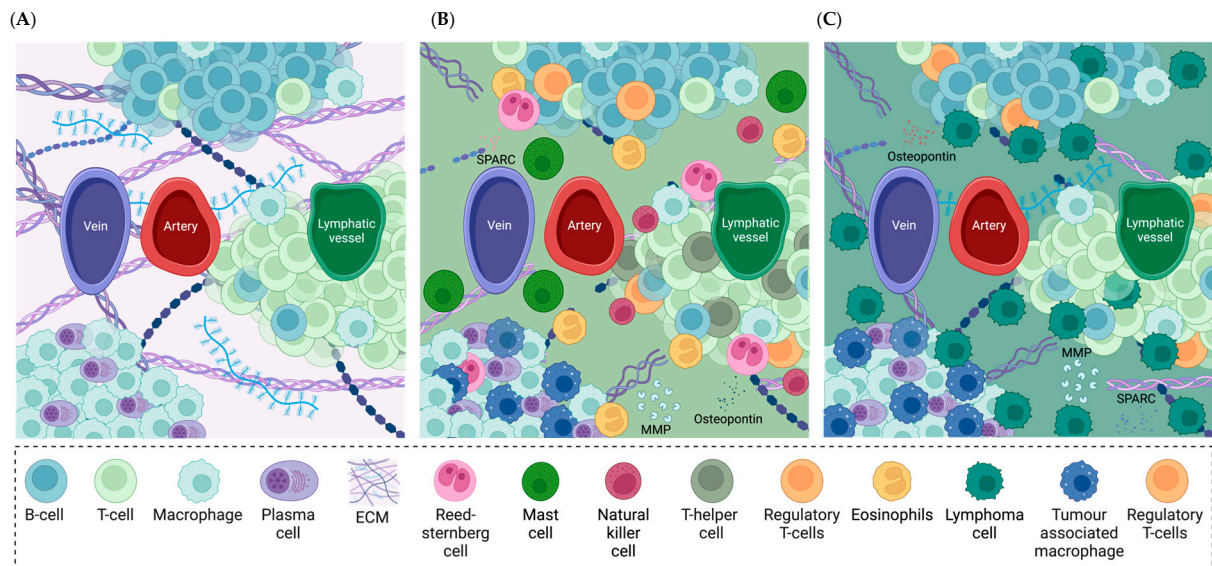 (A)
(B)
(C)
Vein
Artery
Lymphatic
vessel
SPARC
Vein
Artery
Lymphatic
vessel
MMP
Osteopontin
Osteopontin
Vein
Artery
Lymphatic
vessel
MMP
SPARC
B-cell
T-cell
Macrophage
Plasma
cell
ECM
Reed-
sternberg
cell
Mast
cell
Natural
killer
cell
T-helper
cell
Regulatory
T-cells
Eosinophils
Lymphoma
cell
Tumour
associated
macrophage
Regulatory
T-cells